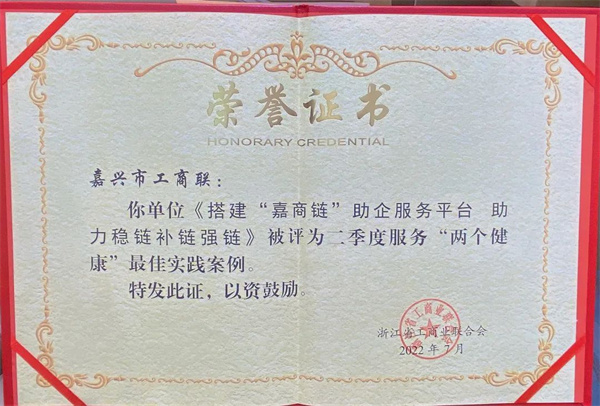 荣誉证书
HONORARY CREDENTIAL
嘉兴市工商联：
你单位《搭建“嘉商链”助企服务平台 助
力稳链补链强链》被评为二季度服务“两个健
康”最佳实践案例。
特发此证，以资鼓励。
浙江省工商业联合会
2022年7月